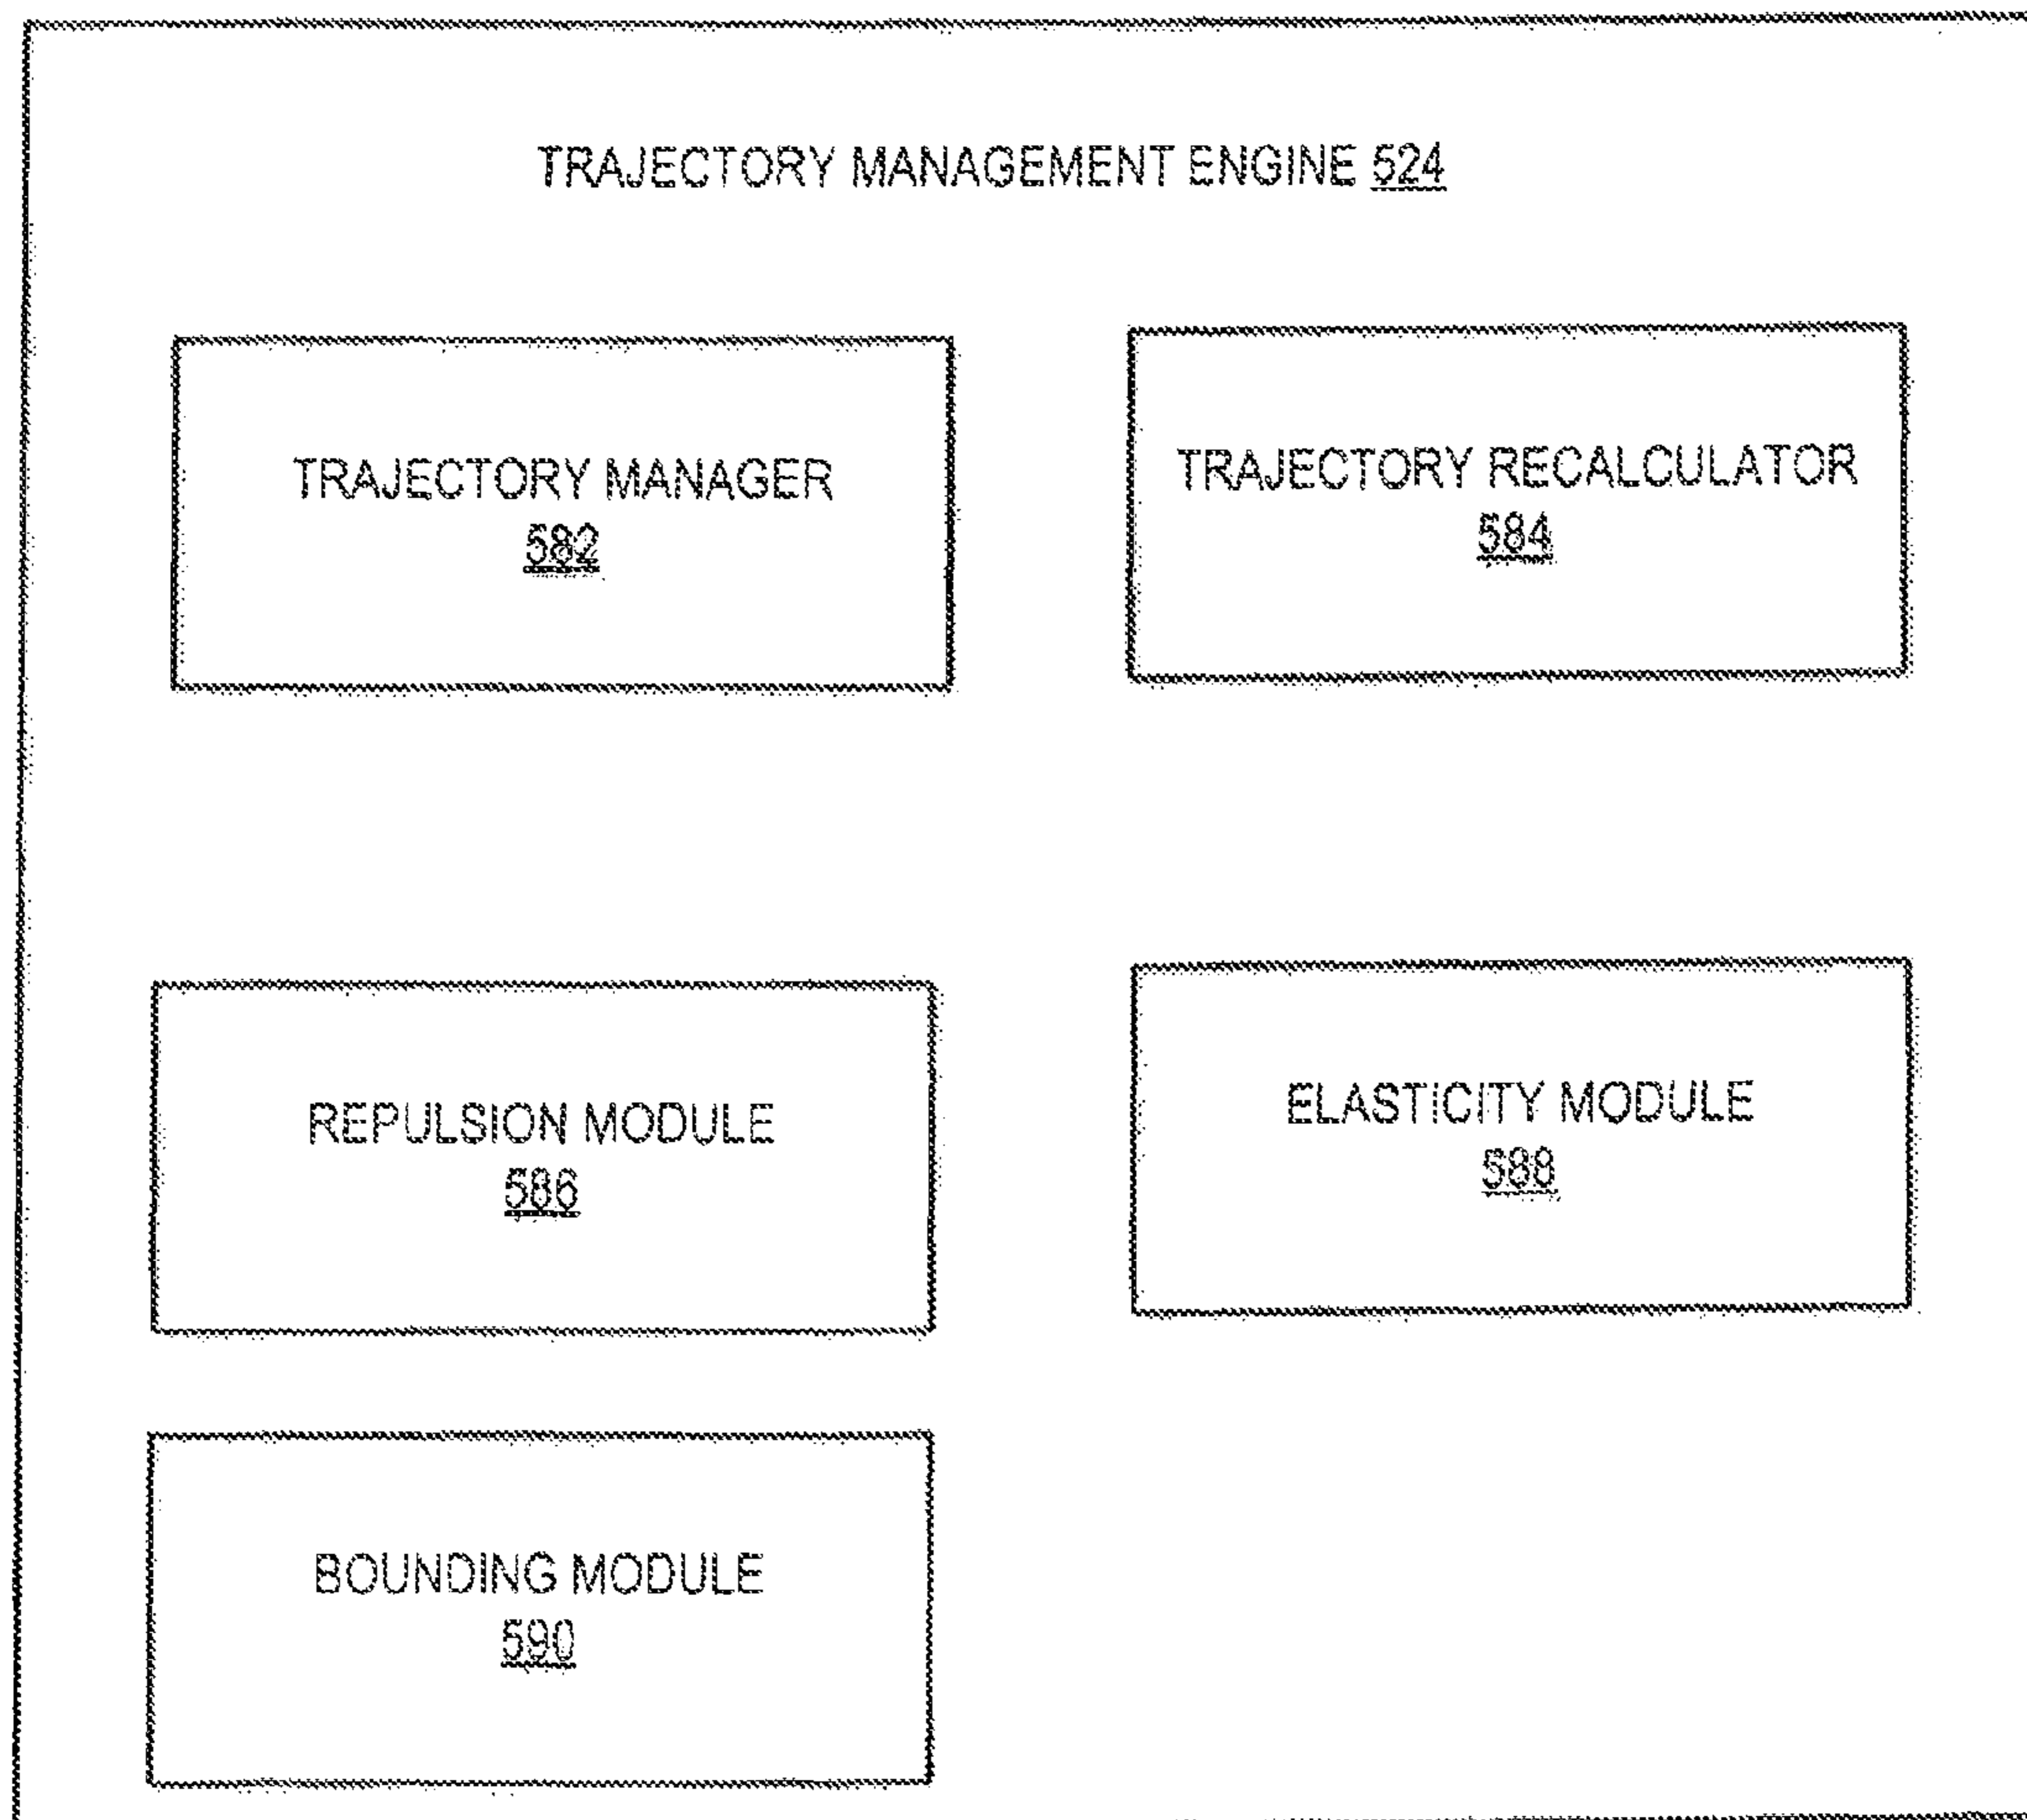 TRAJECTORY MANAGEMENT ENGINE 524
TRAJECTORY MANAGER
582
TRAJECTORY RECALCULATOR
584
REPULSION MODULE
586
ELASTICITY MODULE
588
BOUNDING MODULE
590